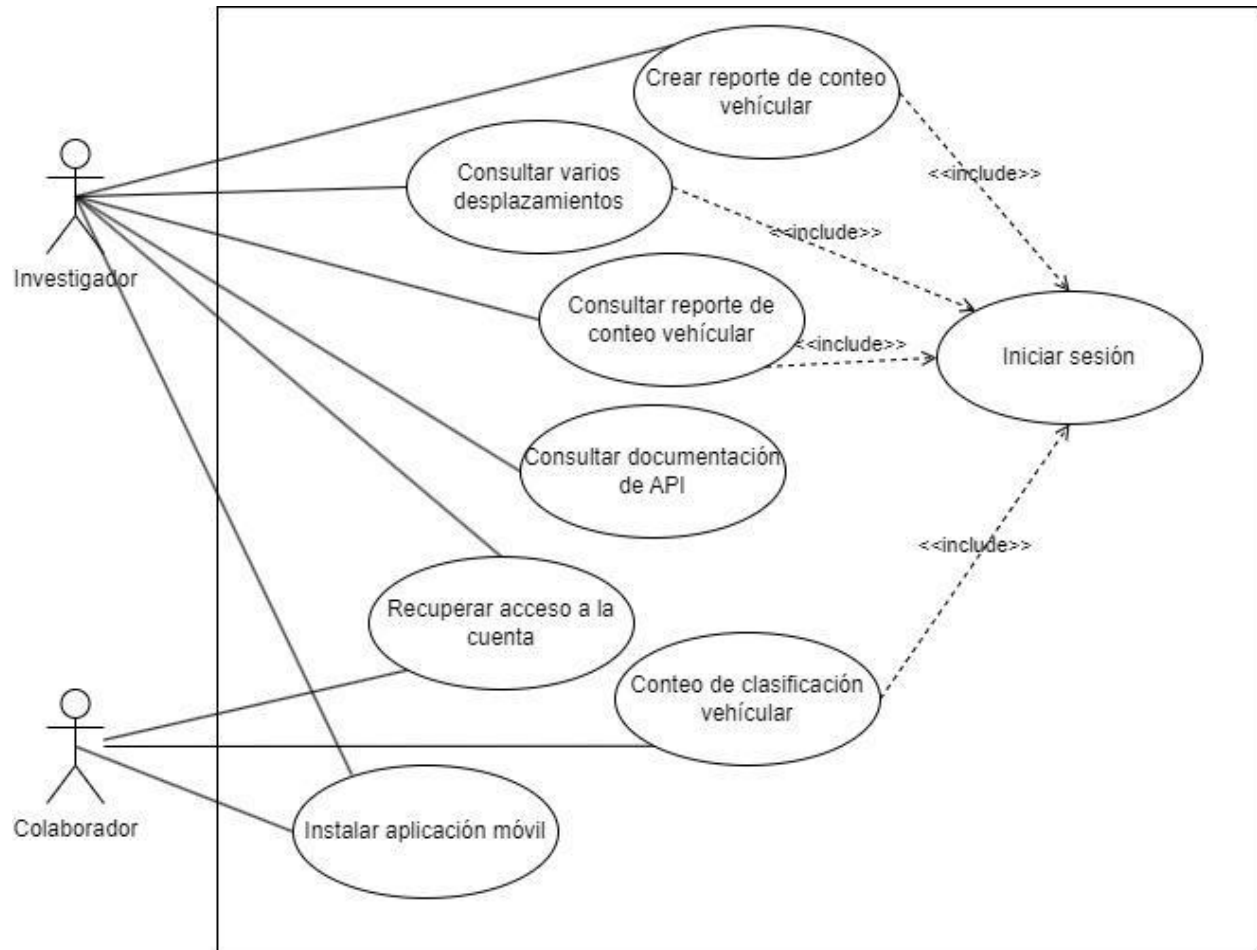 Crear reporte de conteo
vehícular
Consultar varios
desplazamientos
<<include>>
<<include>>
Investigador
Consultar reporte de
conteo vehícular
<<include>>
Iniciar sesión
Consultar documentación
de API
<<include>>
Recuperar acceso a la
cuenta
Conteo de clasificación
vehícular
Colaborador
Instalar aplicación móvil